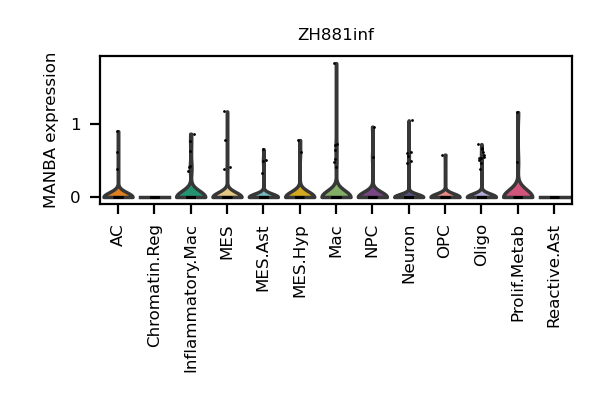 ZH881inf
MANBA expression
1
0
AC
Chromatin.Reg
Inflammatory.Mac
MES
MES.Ast
MES.Hyp
Mac
NPC
Neuron
OPC
Oligo
Prolif.Metab
Reactive.Ast